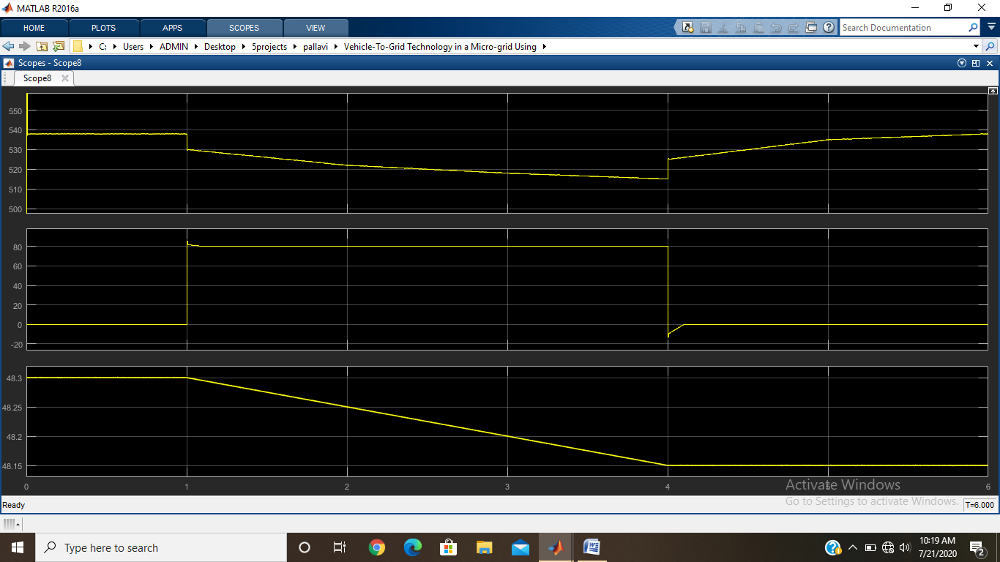 MATLAB R2016a
HOME PLOTS APPS SCOPES VIEW Search Documentation
C: Users ADMIN Desktop 5projects pallavi Vehicle-To-Grid Technology in a Micro-grid Using
Scopes - Scope8
Scope8
550
540
530
520
510
500
80
60
40
20
0
-20
48.3
48.25
48.2
48.15
0 1 2 3 4 5 6
Activate Windows
Go to Settings to activate Windows.
Ready T=6.000
Type here to search
10:19 AM
7/21/2020
2